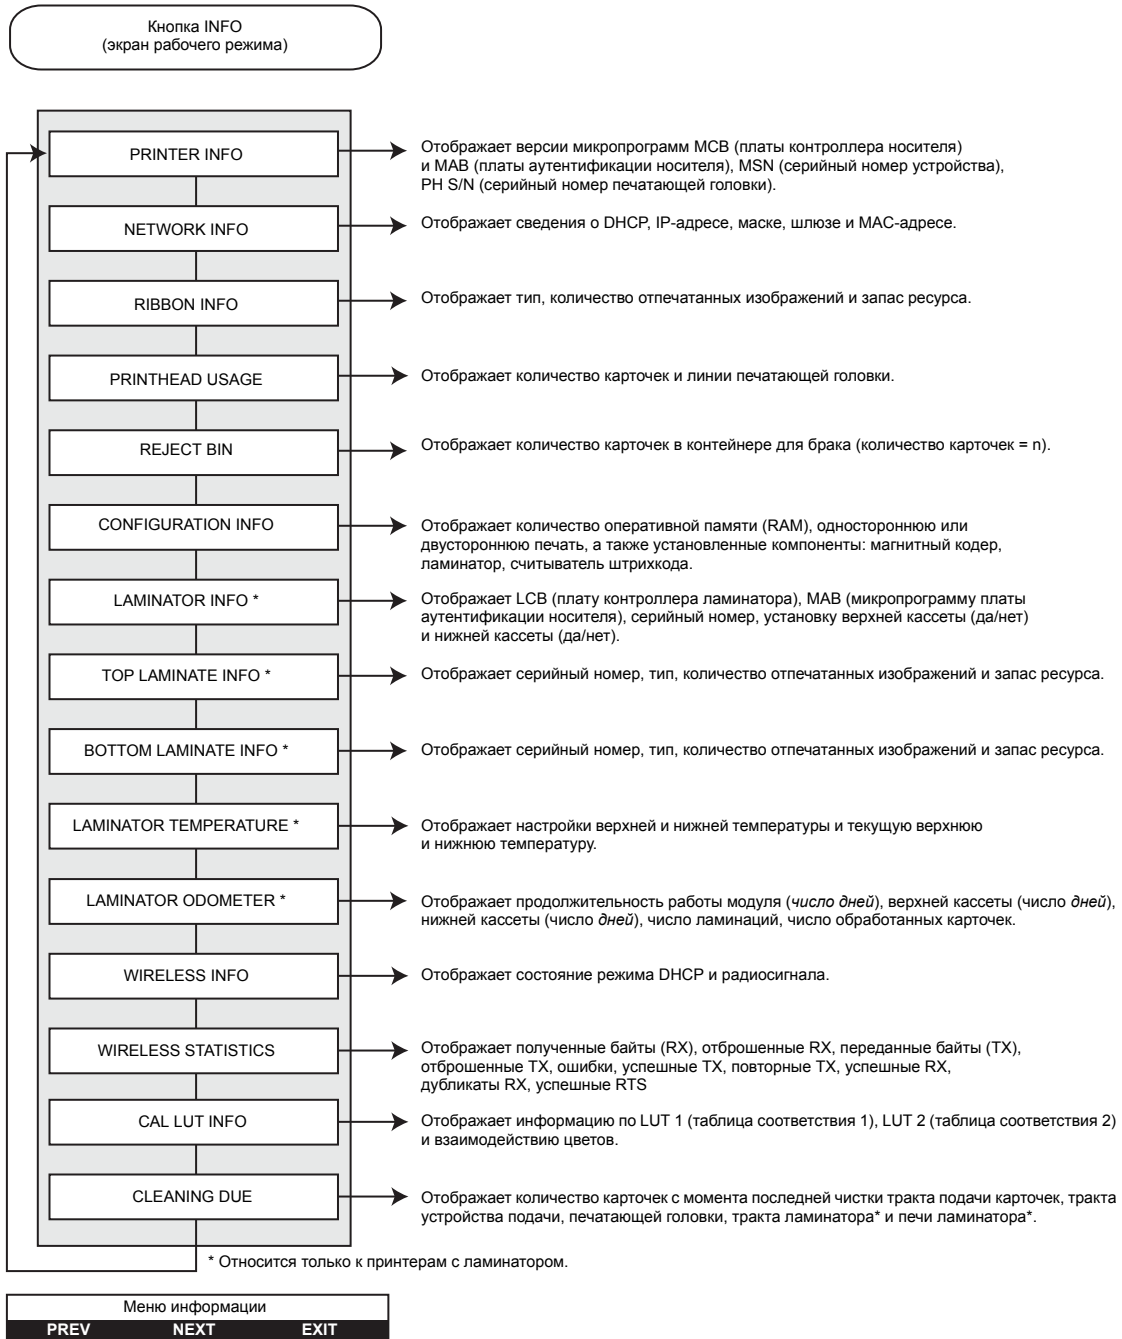 Кнопка INFO
(экран рабочего режима)
PRINTER INFO
Отображает версии микропрограмм MCB (платы контроллера носителя)
и MAB (платы аутентификации носителя), MSN (серийный номер устройства),
PH S/N (серийный номер печатающей головки).
NETWORK INFO
Отображает сведения о DHCP, IP-адресе, маске, шлюзе и MAC-адресе.
RIBBON INFO
Отображает тип, количество отпечатанных изображений и запас ресурса.
PRINTHEAD USAGE
Отображает количество карточек и линии печатающей головки.
REJECT BIN
Отображает количество карточек в контейнере для брака (количество карточек = n).
CONFIGURATION INFO
Отображает количество оперативной памяти (RAM), одностороннюю или
двустороннюю печать, а также установленные компоненты: магнитный кодер,
ламинатор, считыватель штрихкода.
LAMINATOR INFO *
Отображает LCB (плату контроллера ламинатора), MAB (микропрограмму платы
аутентификации носителя), серийный номер, установку верхней кассеты (да/нет)
и нижней кассеты (да/нет).
TOP LAMINATE INFO *
Отображает серийный номер, тип, количество отпечатанных изображений и запас ресурса.
BOTTOM LAMINATE INFO *
Отображает серийный номер, тип, количество отпечатанных изображений и запас ресурса.
LAMINATOR TEMPERATURE *
Отображает настройки верхней и нижней температуры и текущую верхнюю
и нижнюю температуру.
LAMINATOR ODOMETER *
Отображает продолжительность работы модуля (число дней), верхней кассеты (число дней),
нижней кассеты (число дней), число ламинаций, число обработанных карточек.
WIRELESS INFO
Отображает состояние режима DHCP и радиосигнала.
WIRELESS STATISTICS
Отображает полученные байты (RX), отброшенные RX, переданные байты (TX),
отброшенные TX, ошибки, успешные TX, повторные TX, успешные RX,
дубликаты RX, успешные RTS
CAL LUT INFO
Отображает информацию по LUT 1 (таблица соответствия 1), LUT 2 (таблица соответствия 2)
и взаимодействию цветов.
CLEANING DUE
Отображает количество карточек с момента последней чистки тракта подачи карточек, тракта
устройства подачи, печатающей головки, тракта ламинатора* и печи ламинатора*.
* Относится только к принтерам с ламинатором.
Меню информации
PREV NEXT EXIT